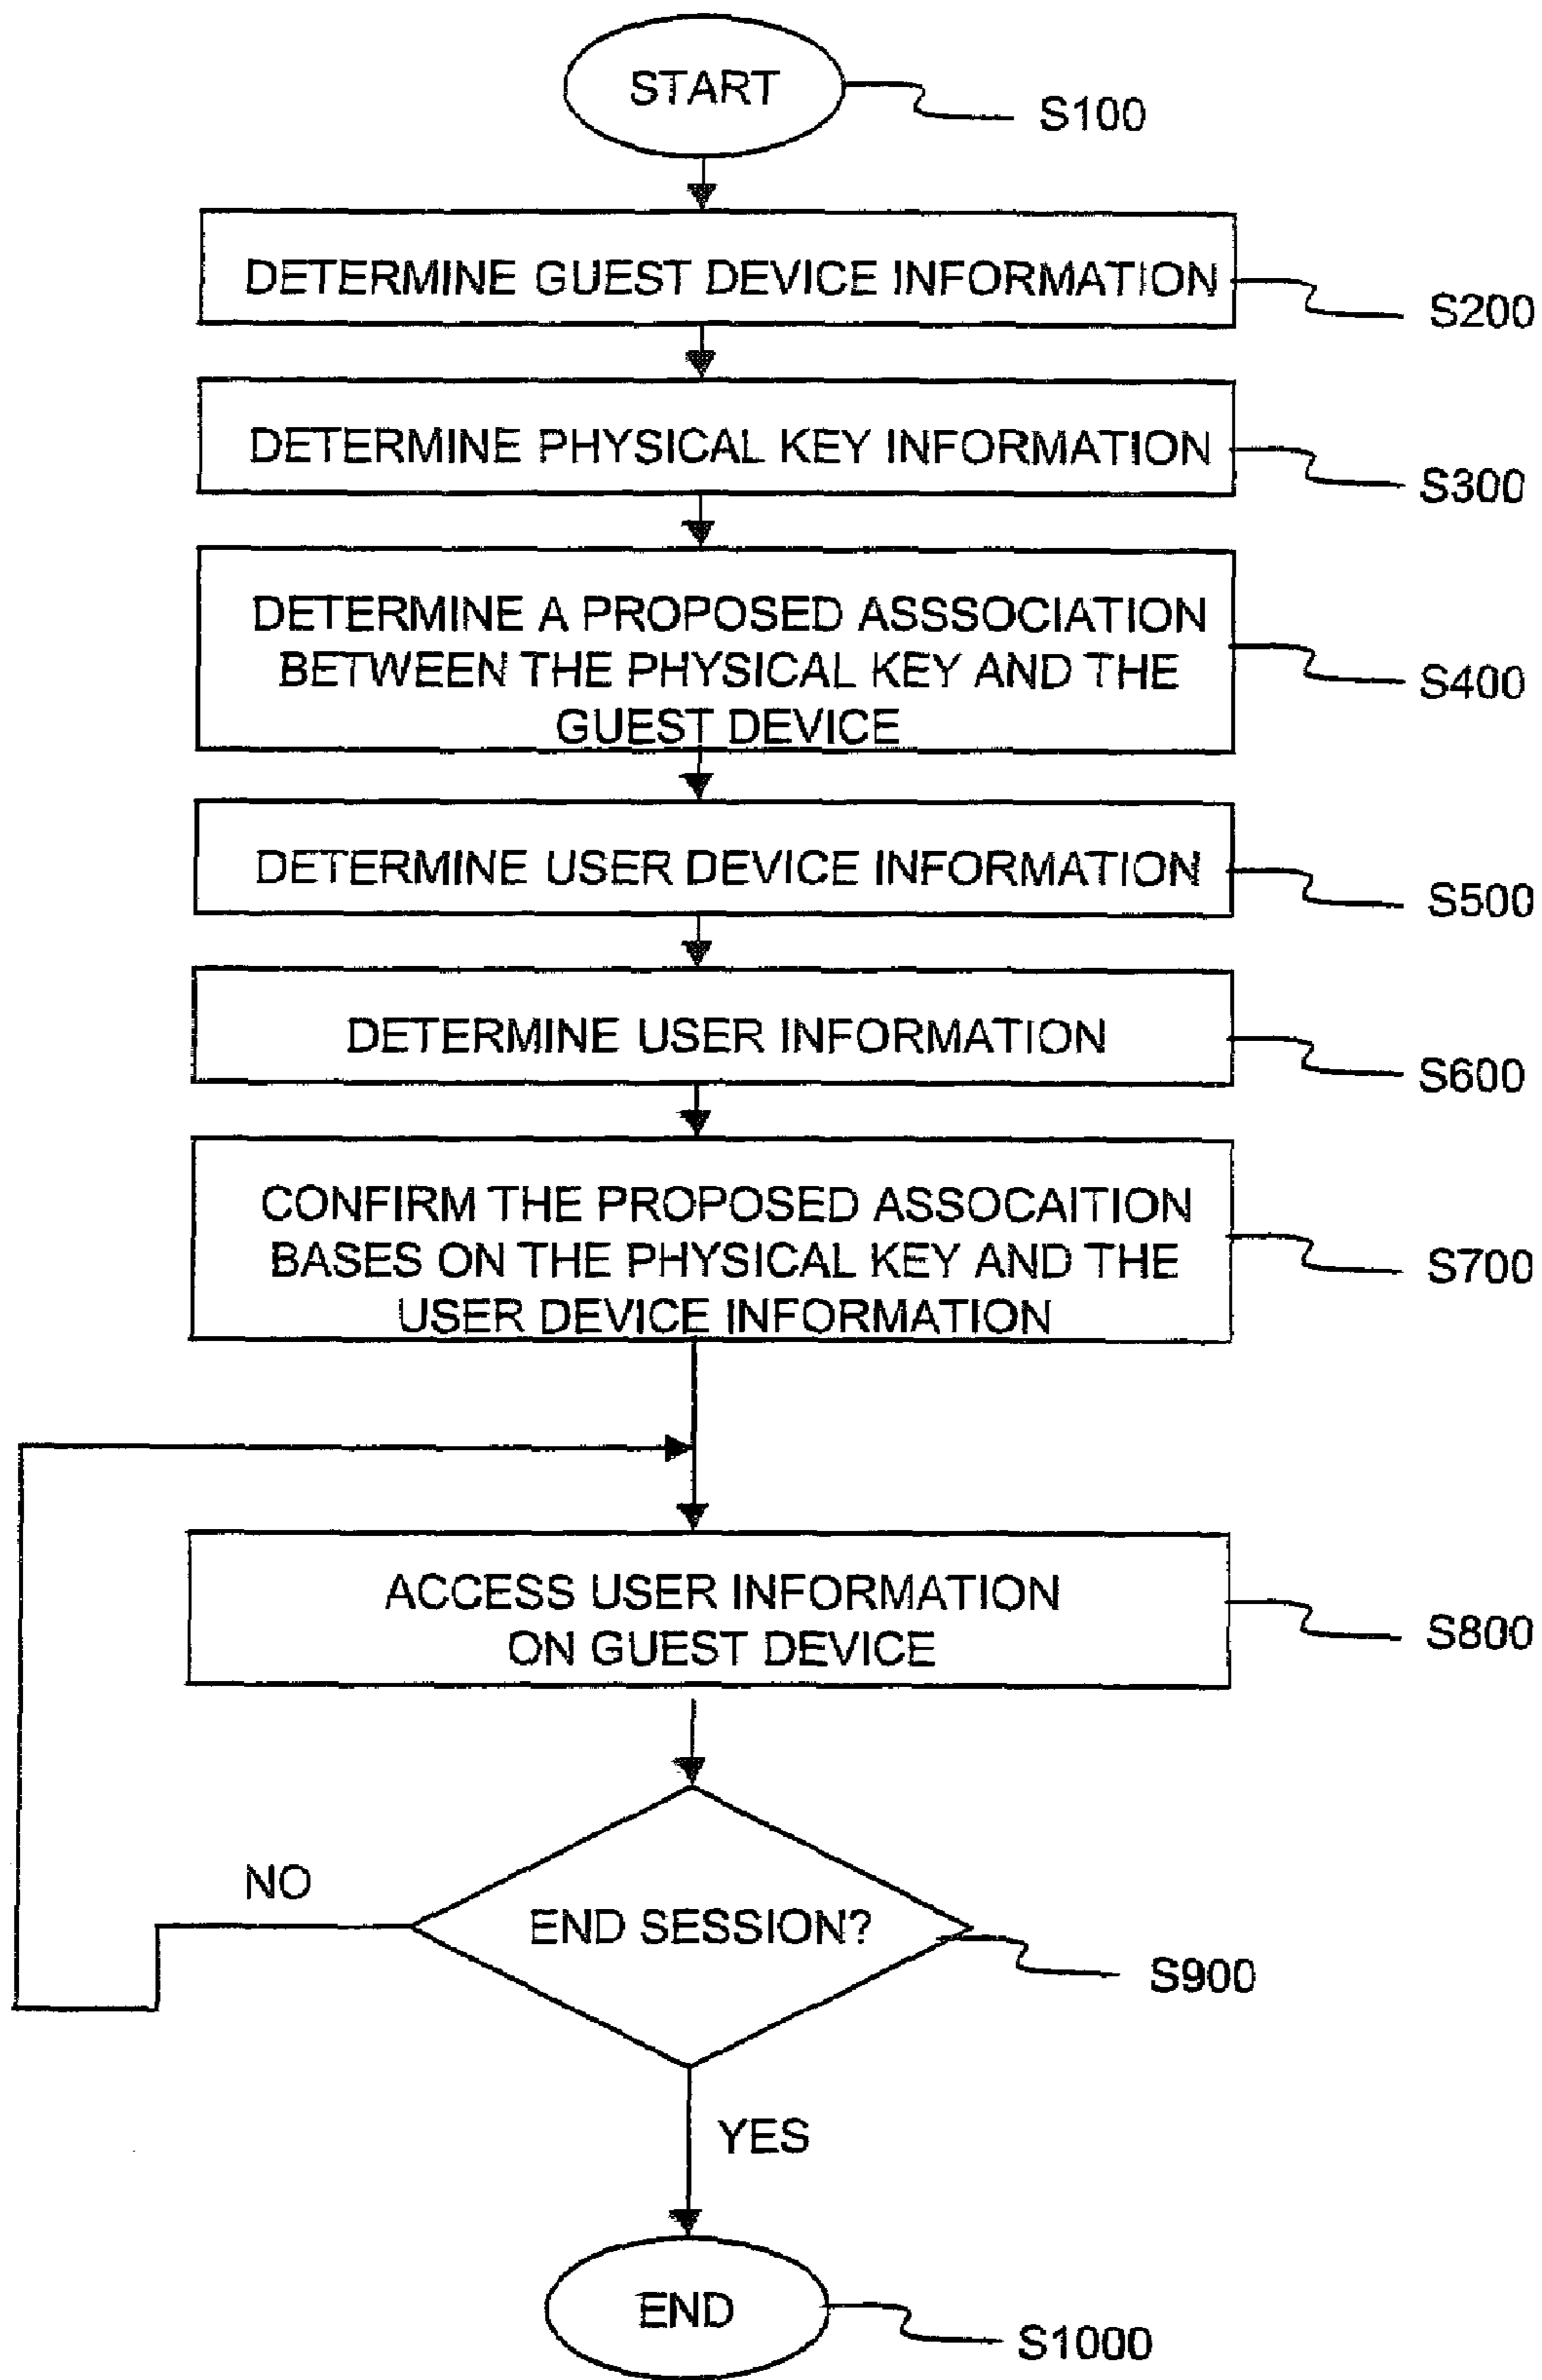 START
S100
DETERMINE GUEST DEVICE INFORMATION
S200
DETERMINE PHYSICAL KEY INFORMATION
S300
DETERMINE A PROPOSED ASSSOCIATION
BETWEEN THE PHYSICAL KEY AND THE
GUEST DEVICE
S400
DETERMINE USER DEVICE INFORMATION
S500
DETERMINE USER INFORMATION
S600
CONFIRM THE PROPOSED ASSOCAITION
BASES ON THE PHYSICAL KEY AND THE
USER DEVICE INFORMATION
S700
ACCESS USER INFORMATION
ON GUEST DEVICE
S800
NO
END SESSION?
S900
YES
END
S1000